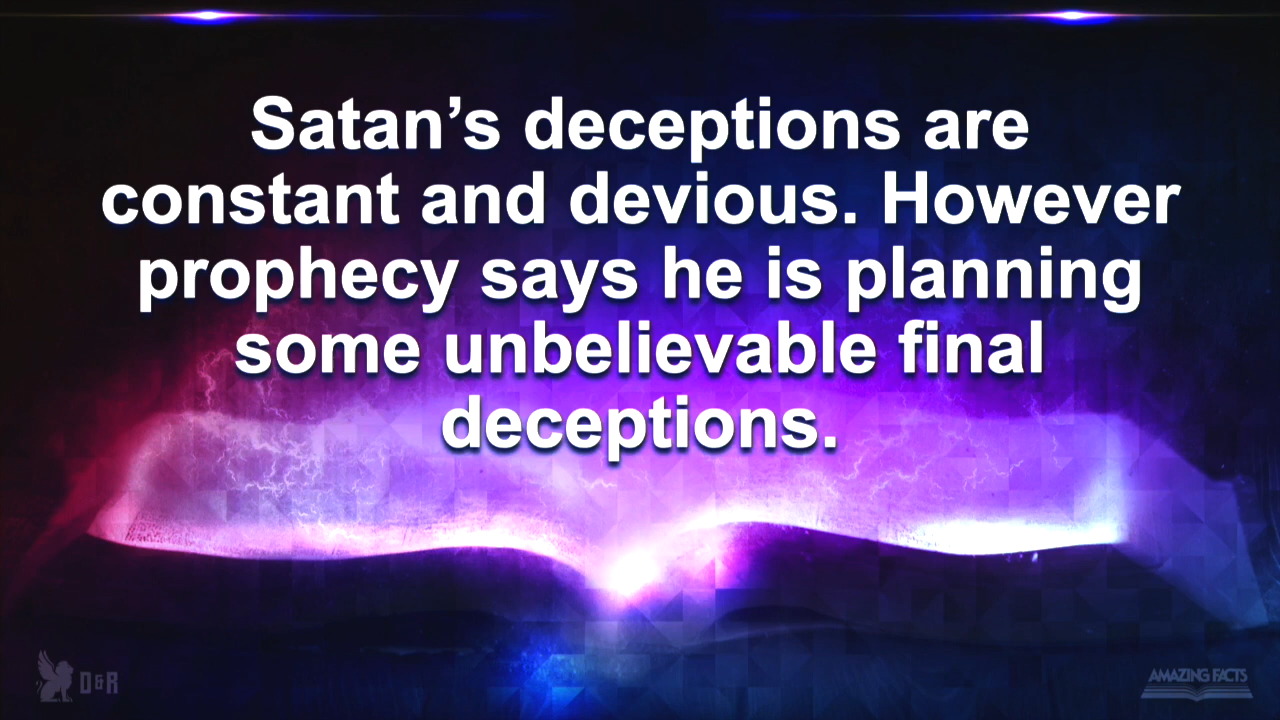 Satan’s deceptions are
constant and devious. However
prophecy says he is planning
some unbelievable final
deceptions.
D&R
AMAZING FACTS